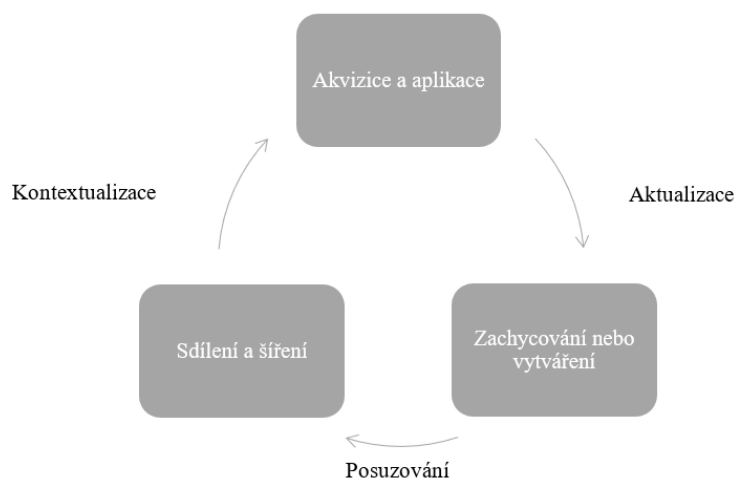 Akvizice a aplikace
Kontextualizace
Aktualizace
Sdílení a šíření
Zachycování nebo
vytváření
Posuzování